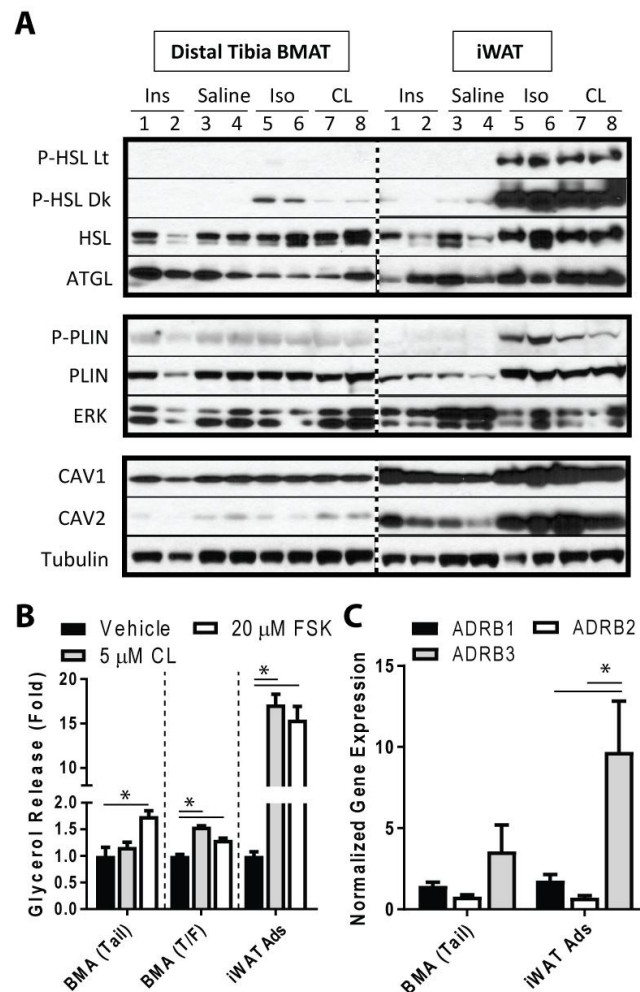 A
Distal Tibia BMAT iWAT
Ins Saline Iso CL Ins Saline Iso CL
1 2 3 4 5 6 7 8 1 2 3 4 5 6 7 8
P-HSL Lt
P-HSL Dk
HSL
ATGL
P-PLIN
PLIN
ERK
CAV1
CAV2
Tubulin
B
Vehicle 20 µM FSK
5 µM CL
Glycerol Release (Fold)
20
15
10
2.0
1.5
1.0
0.5
0.0
* * *
BMA (Tail) BMA (T/F) iWAT Ads
C
ADRB1 ADRB2
ADRB3
Normalized Gene Expression
15
10
5
0
*
BMA (Tail) iWAT Ads